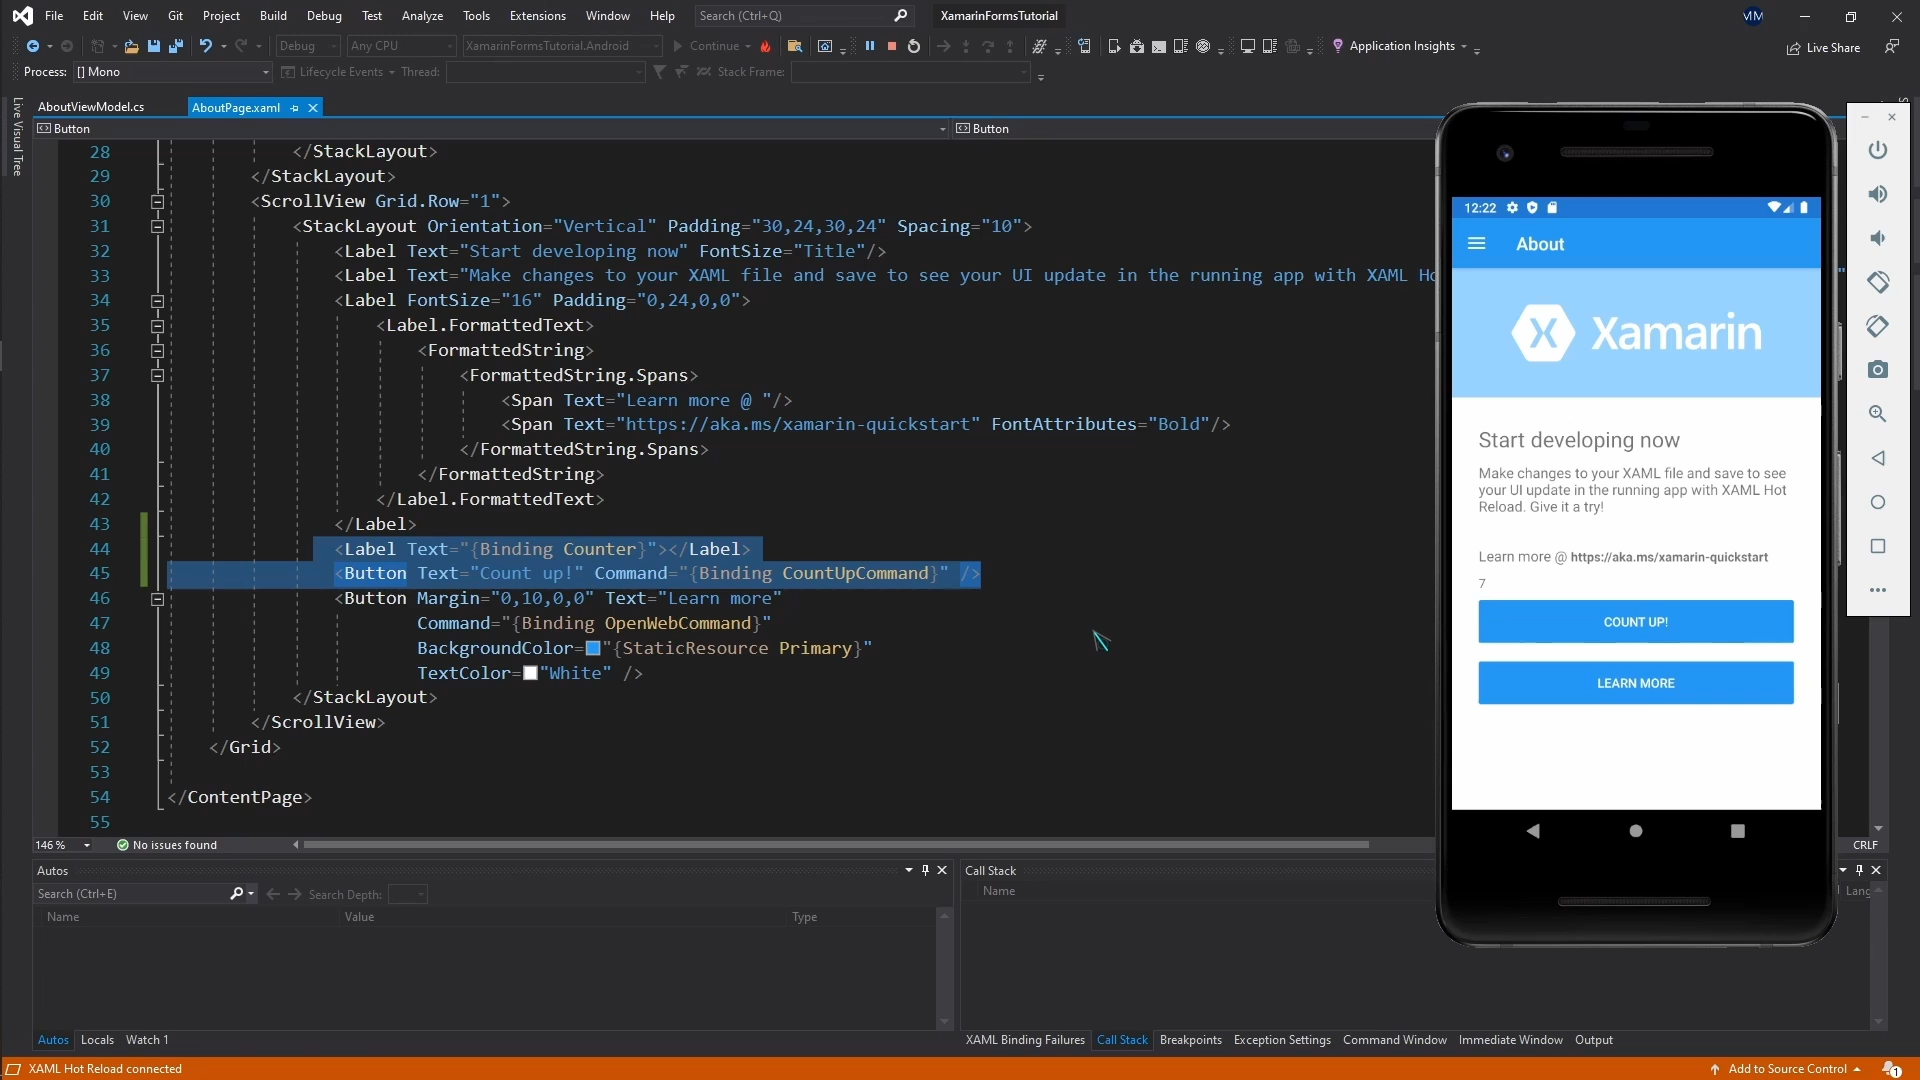 File Edit View Git Project Build Debug Test Analyze Tools Extensions Window Help Search (Ctrl+Q) XamarinFormsTutorial MM
Debug Any CPU XamarinFormsTutorial.Android Continue Application Insights Live Share
Process: [] Mono Lifecycle Events Thread: Stack Frame:
Live Visual Tree
AboutViewModel.cs AboutPage.xaml
Button Button
28 </StackLayout>
29 </StackLayout>
30 <ScrollView Grid.Row="1">
31 <StackLayout Orientation="Vertical" Padding="30,24,30,24" Spacing="10">
32 <Label Text="Start developing now" FontSize="Title"/>
33 <Label Text="Make changes to your XAML file and save to see your UI update in the running app with XAML Ho
34 <Label FontSize="16" Padding="0,24,0,0">
35 <Label.FormattedText>
36 <FormattedString>
37 <FormattedString.Spans>
38 <Span Text="Learn more @ "/>
39 <Span Text="https://aka.ms/xamarin-quickstart" FontAttributes="Bold"/>
40 </FormattedString.Spans>
41 </FormattedString>
42 </Label.FormattedText>
43 </Label>
44 <Label Text="{Binding Counter}"></Label>
45 <Button Text="Count up!" Command="{Binding CountUpCommand}" />
46 <Button Margin="0,10,0,0" Text="Learn more"
47 Command="{Binding OpenWebCommand}"
48 BackgroundColor="{StaticResource Primary}"
49 TextColor="White" />
50 </StackLayout>
51 </ScrollView>
52 </Grid>
53
54 </ContentPage>
55
146 % No issues found CRLF
12:22
About
Xamarin
Start developing now
Make changes to your XAML file and save to see
your UI update in the running app with XAML Hot
Reload. Give it a try!
Learn more @ https://aka.ms/xamarin-quickstart
7
COUNT UP!
LEARN MORE
Autos
Search (Ctrl+E) Search Depth:
Name Value Type
Autos Locals Watch 1
Call Stack
Name Lang
XAML Binding Failures Call Stack Breakpoints Exception Settings Command Window Immediate Window Output
XAML Hot Reload connected Add to Source Control 1